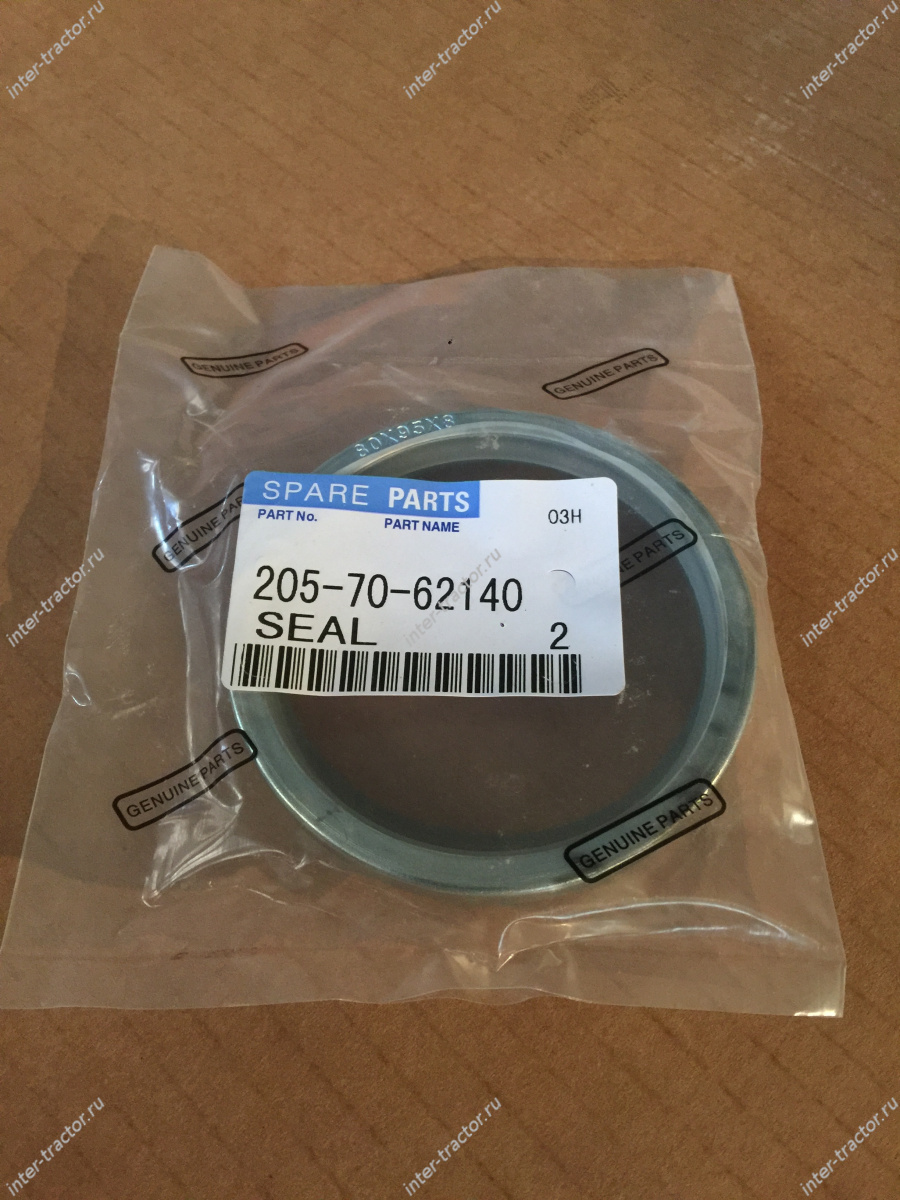 inter-tractor.ru
inter-tractor.ru
inter-tractor.ru
GENUINE PARTS
GENUINE PARTS
80X95X8
GENUINE PA
SPARE PARTS
PART No.
PART NAME
03H
E PARTS
205-70-62140
SEAL
2
inter-tractor.ru
inter-tractor.ru
inter-tractor.ru
GENUINE PARTS
GENUINE PARTS
inter-tractor.ru
inter-tractor.ru
inter-tractor.ru